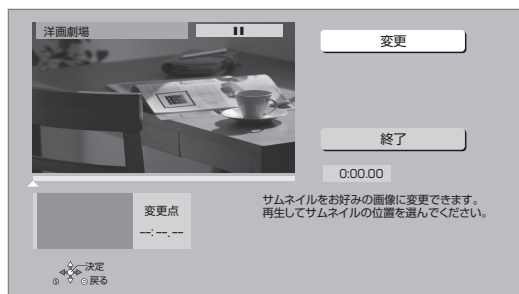 洋画劇場
変更
終了
0:00.00
変更点
--:--.--
サムネイルをお好みの画像に変更できます。
再生してサムネイルの位置を選んでください。
決定
戻る